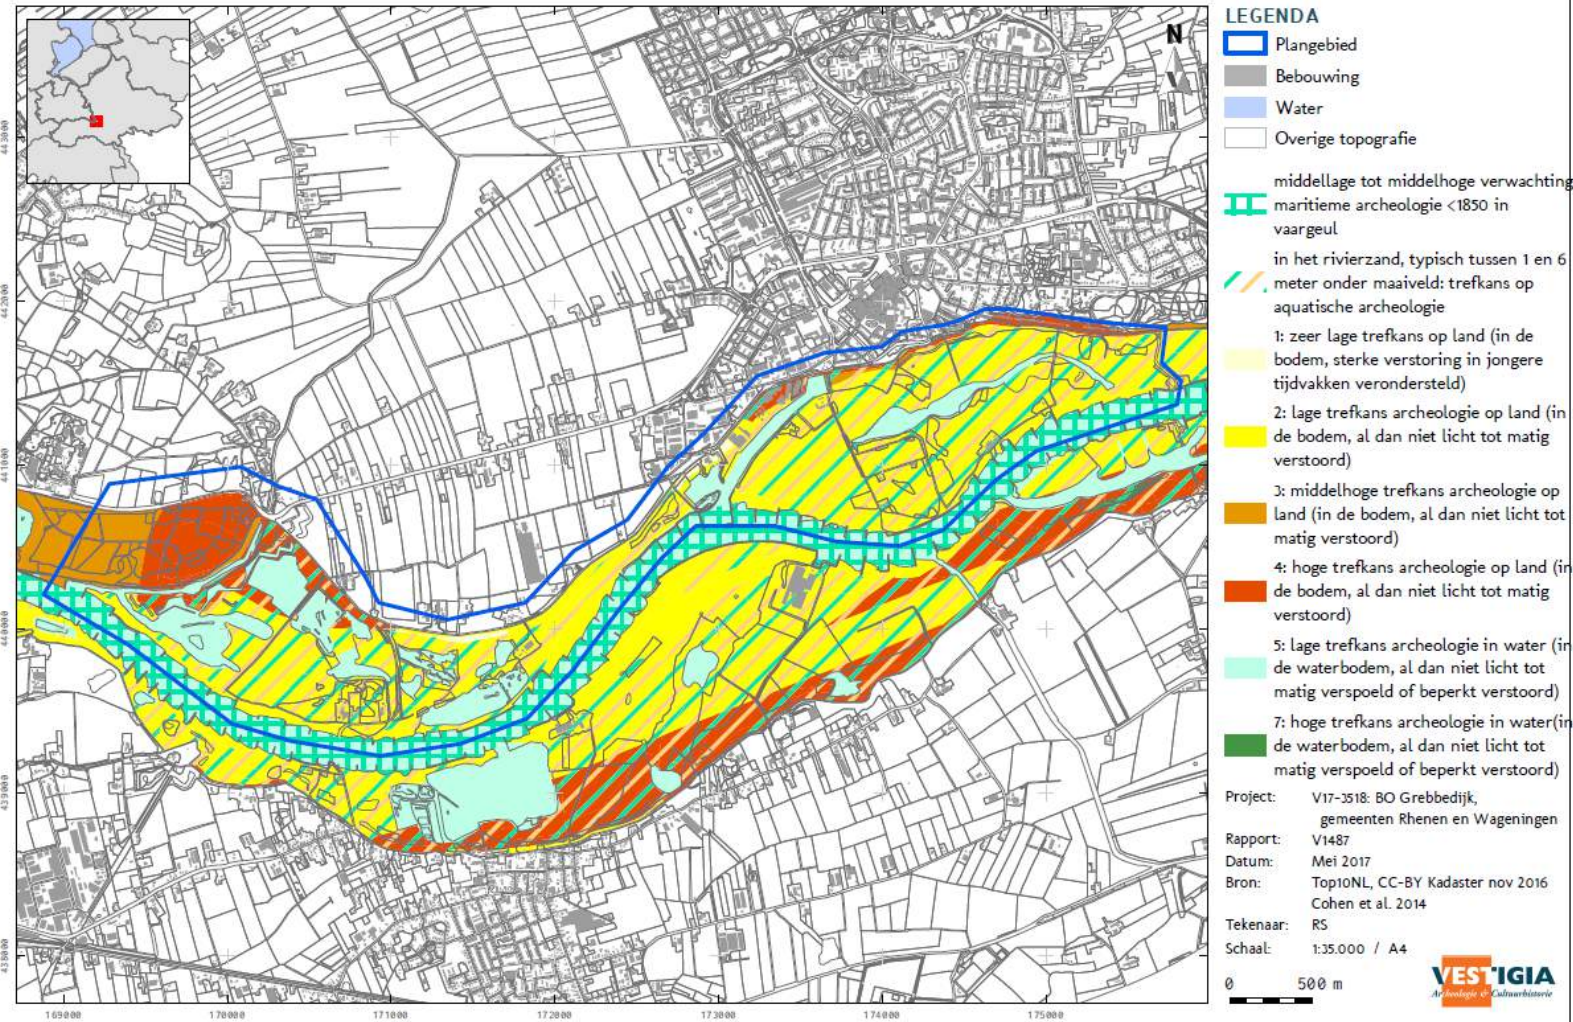 N
443000
442000
441000
440000
439000
438000
169000
170000
171000
172000
173000
174000
175000
LEGENDA
Plangebied
Bebouwing
Water
Overige topografie
middellage tot middelhoge verwachting
maritieme archeologie <1850 in
vaargeul
in het rivierzand, typisch tussen 1 en 6
meter onder maaiveld: trefkans op
aquatische archeologie
1: zeer lage trefkans op land (in de
bodem, sterke verstoring in jongere
tijdvakken verondersteld)
2: lage trefkans archeologie op land (in
de bodem, al dan niet licht tot matig
verstoord)
3: middelhoge trefkans archeologie op
land (in de bodem, al dan niet licht tot
matig verstoord)
4: hoge trefkans archeologie op land (in
de bodem, al dan niet licht tot matig
verstoord)
5: lage trefkans archeologie in water (in
de waterbodem, al dan niet licht tot
matig verspoeld of beperkt verstoord)
7: hoge trefkans archeologie in water(in
de waterbodem, al dan niet licht tot
matig verspoeld of beperkt verstoord)
Project: V17-3518: BO Grebbedijk,
gemeenten Rhenen en Wageningen
Rapport: V1487
Datum: Mei 2017
Bron: Top10NL, CC-BY Kadaster nov 2016
Cohen et al. 2014
Tekenaar: RS
Schaal: 1:35.000 / A4
0 500 m
VESTIGIA
Archeologie & Cultuurhistorie